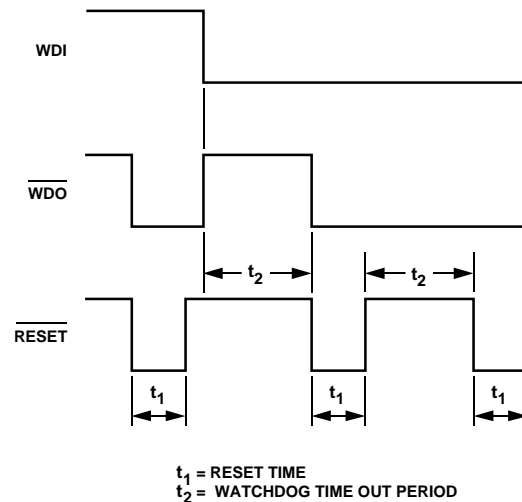 WDI
WDO
t2
t2
RESET
t1
t1
t1
t1 = RESET TIME
t2 = WATCHDOG TIME OUT PERIOD